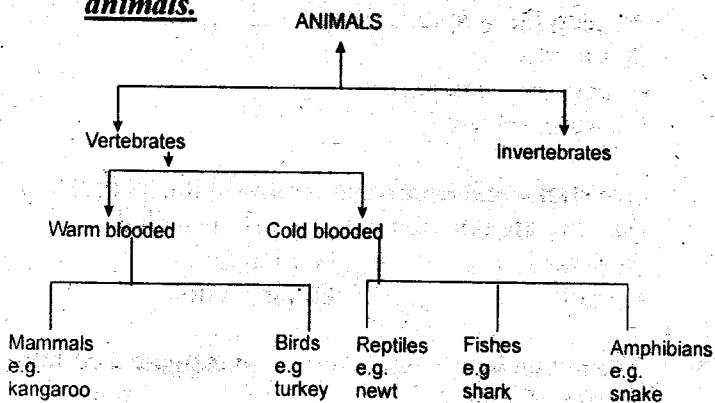 animals.
ANIMALS
Vertebrates
Invertebrates
Warm blooded
Cold blooded
Mammals
e.g.
kangaroo
Birds
e.g
turkey
Reptiles
e.g.
newt
Fishes
e.g
shark
Amphibians
e.g.
snake